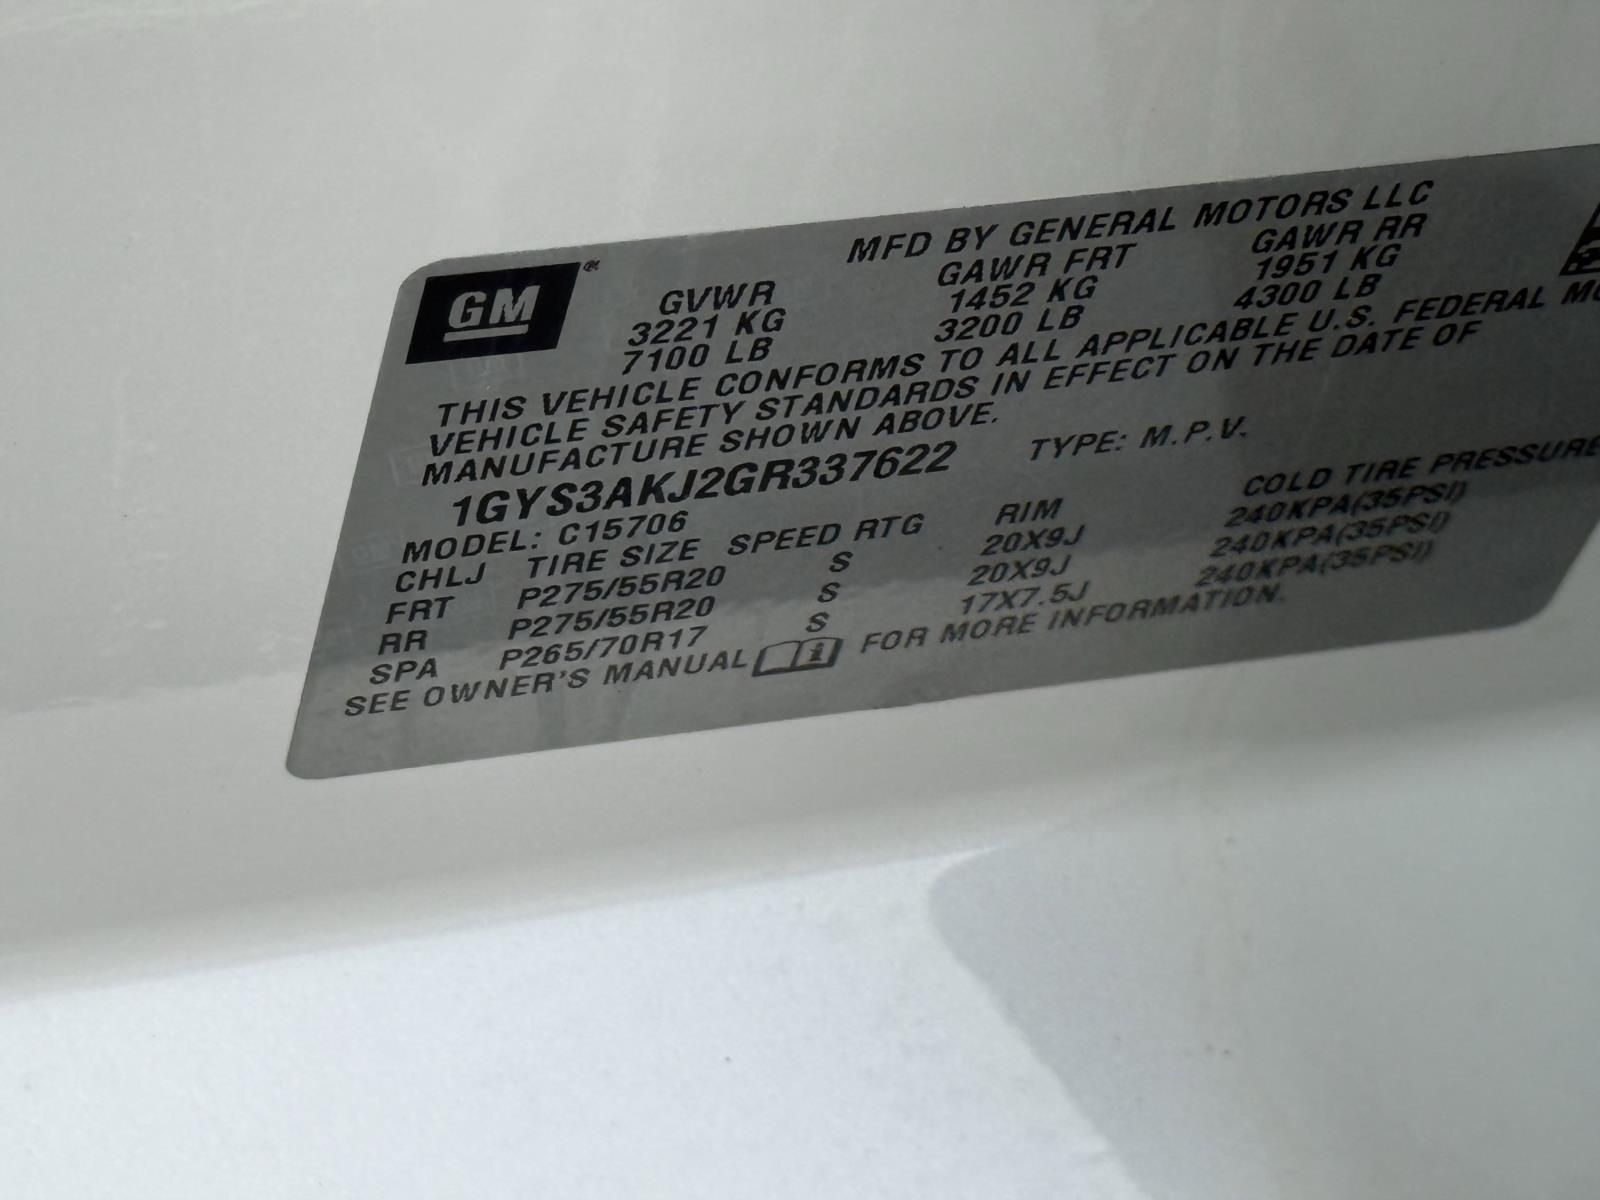 MFD BY GENERAL MOTORS LLC
GM®
GVWR GAWR FRT GAWR RR
3221 KG 1452 KG 1951 KG
7100 LB 3200 LB 4300 LB
THIS VEHICLE CONFORMS TO ALL APPLICABLE U.S. FEDERAL
VEHICLE SAFETY STANDARDS IN EFFECT ON THE DATE OF
MANUFACTURE SHOWN ABOVE.
1GYS3AKJ2GR337622 TYPE: M.P.V.
MODEL: C15706
CHLJ TIRE SIZE SPEED RTG RIM COLD TIRE PRESSURE
FRT P275/55R20 S 20X9J 240KPA(35PSI)
RR P275/55R20 S 20X9J 240KPA(35PSI)
SPA P265/70R17 S 17X7.5J 240KPA(35PSI)
SEE OWNER'S MANUAL i FOR MORE INFORMATION.